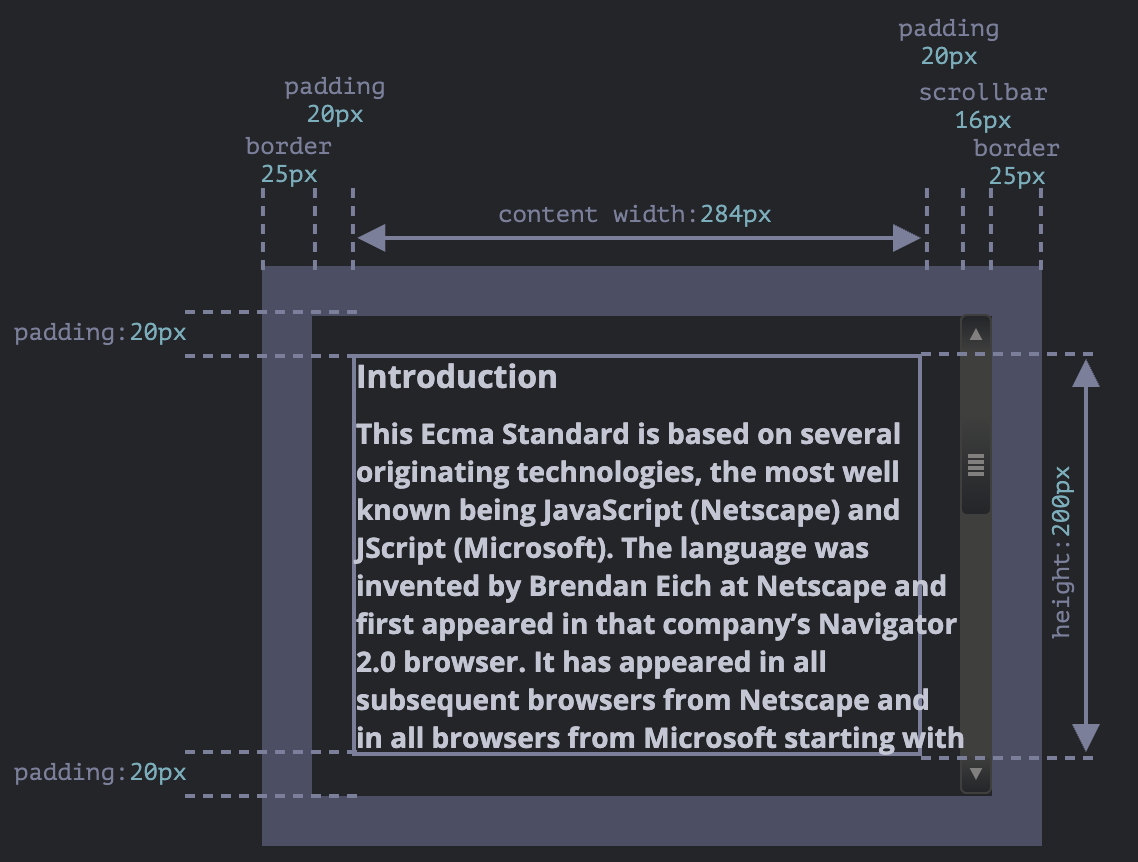 padding
20px
padding
20px
scrollbar
16px
border
25px
border
25px
content width:284px
padding:20px
Introduction
This Ecma Standard is based on several
originating technologies, the most well
known being JavaScript (Netscape) and
JScript (Microsoft). The language was
invented by Brendan Eich at Netscape and
first appeared in that company’s Navigator
2.0 browser. It has appeared in all
subsequent browsers from Netscape and
in all browsers from Microsoft starting with
height:200px
padding:20px